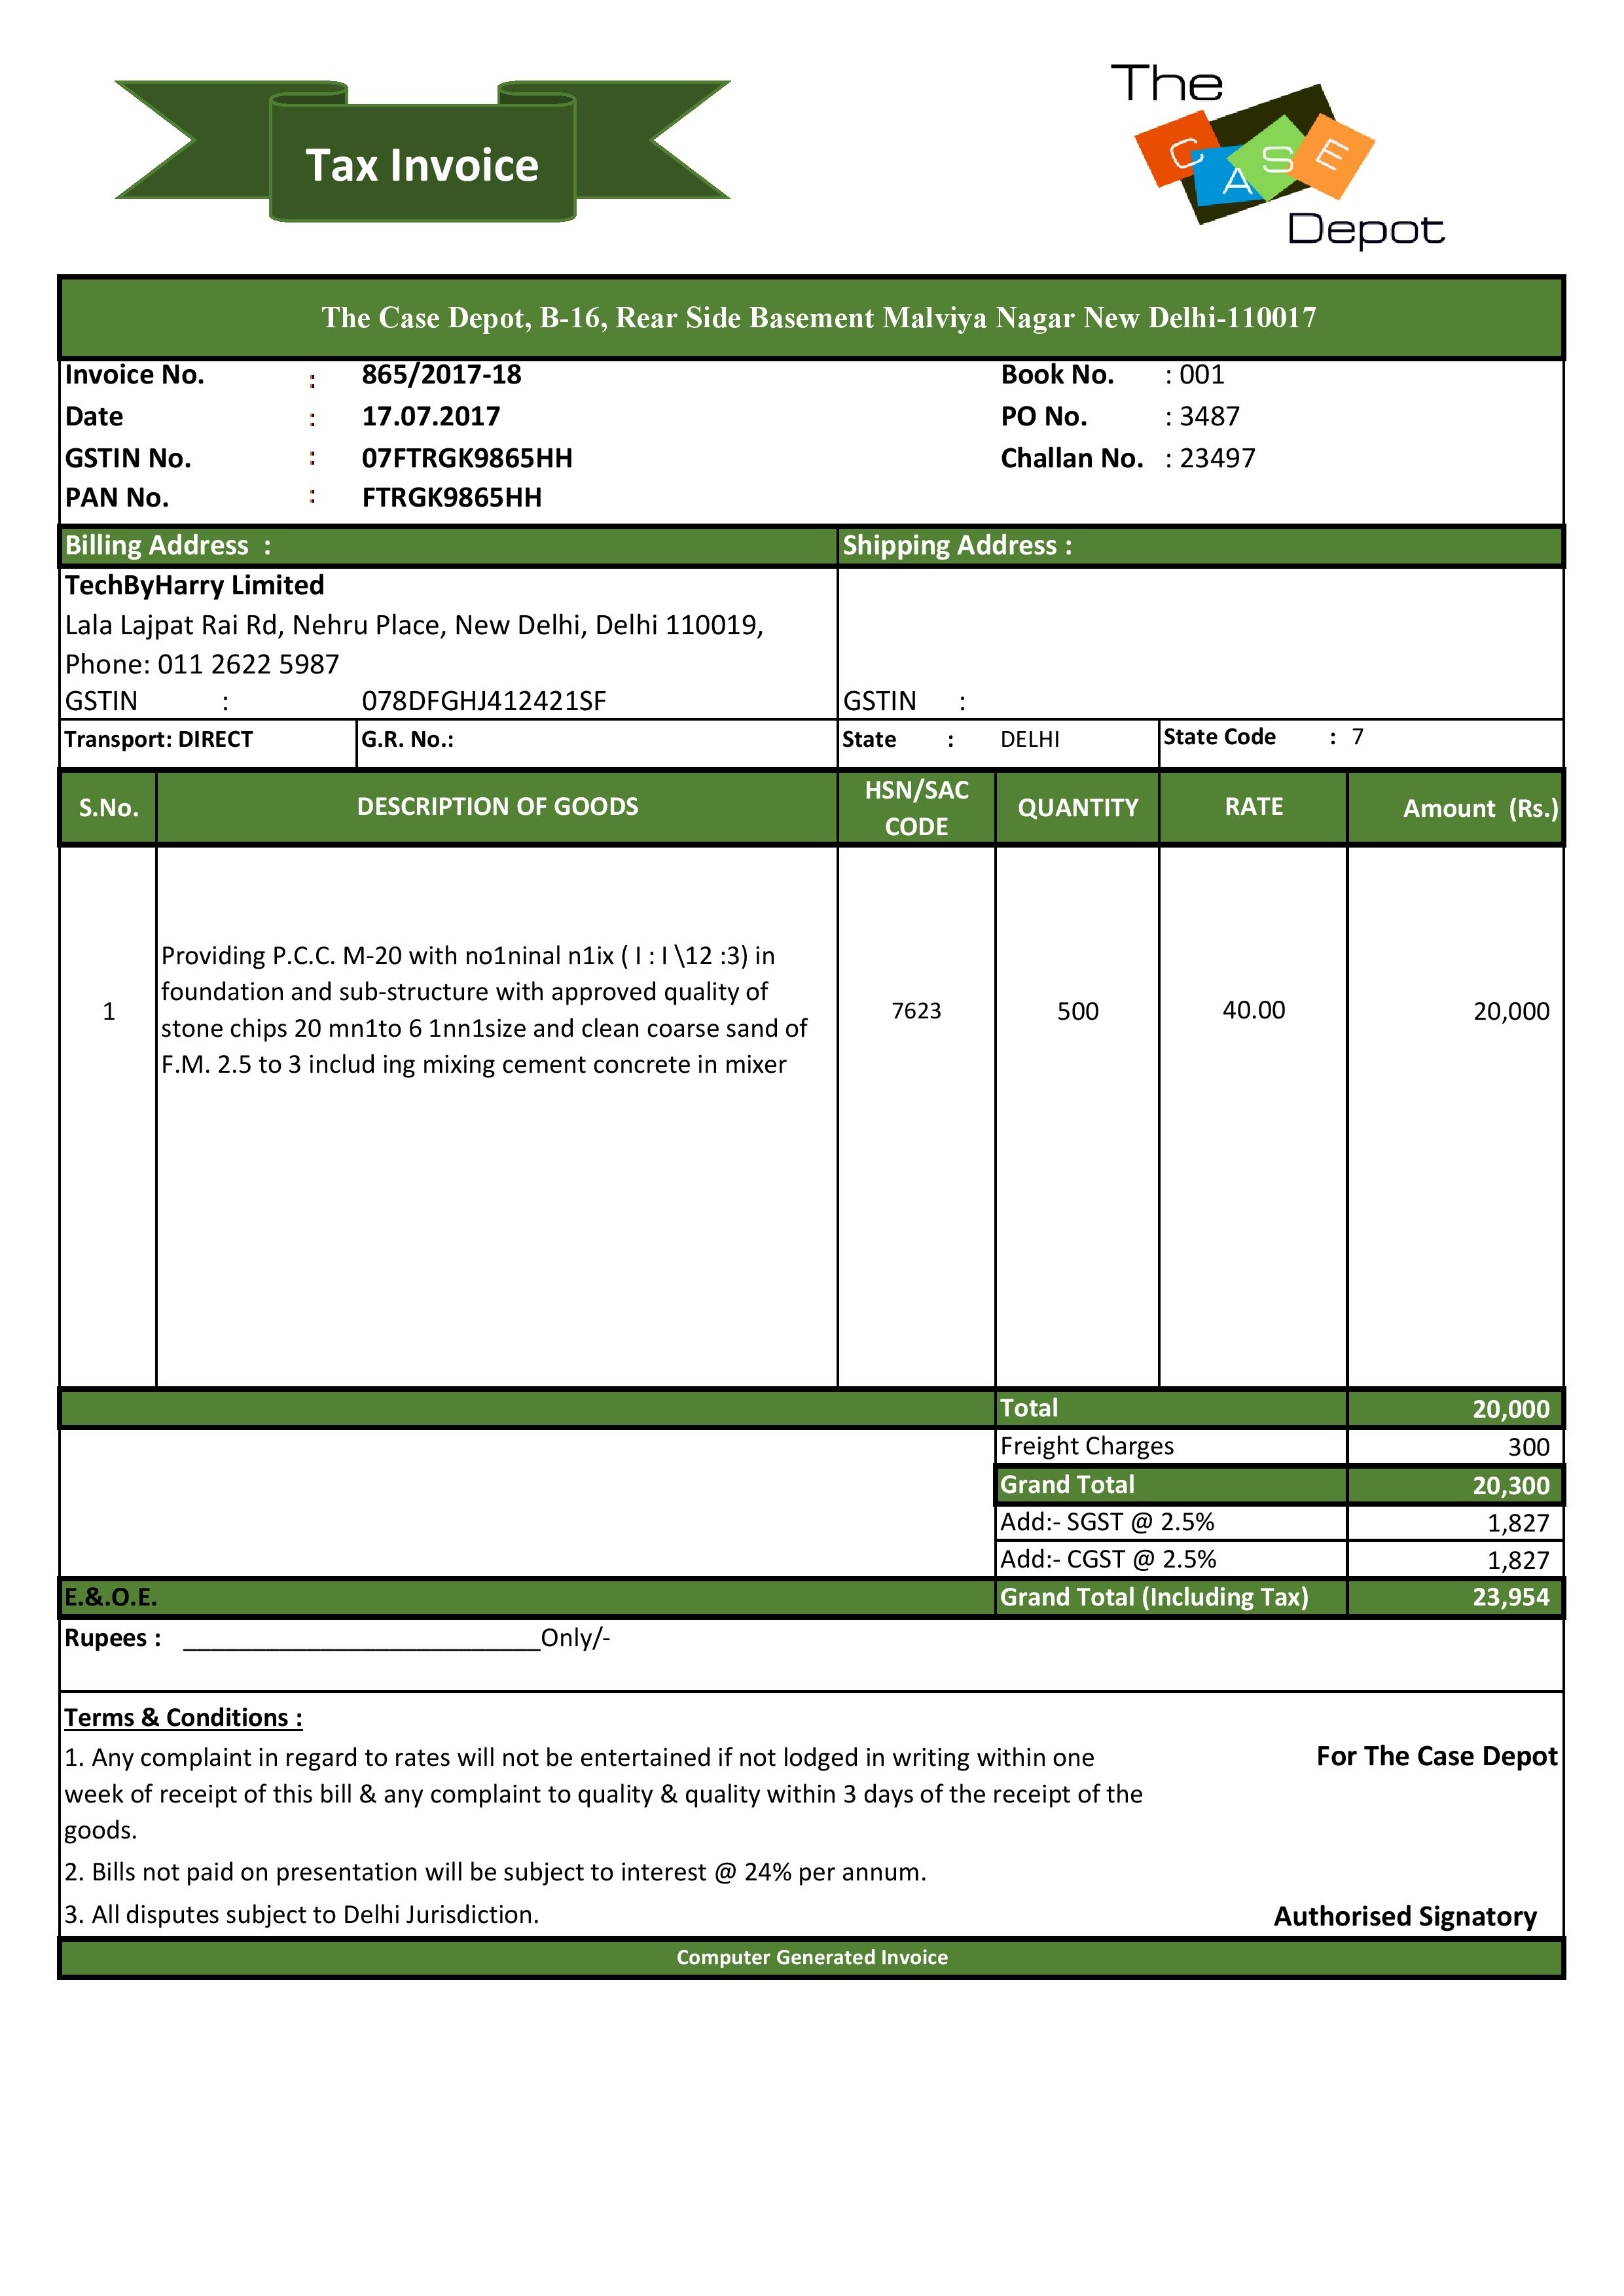 Tax Invoice
The
CASE
Depot
The Case Depot, B-16, Rear Side Basement Malviya Nagar New Delhi-110017
Invoice No. : 865/2017-18 Book No. : 001
Date : 17.07.2017 PO No. : 3487
GSTIN No. : 07FTRGK9865HH Challan No. : 23497
PAN No. : FTRGK9865HH
Billing Address : Shipping Address :
TechByHarry Limited
Lala Lajpat Rai Rd, Nehru Place, New Delhi, Delhi 110019,
Phone: 011 2622 5987
GSTIN : 078DFGHJ412421SF GSTIN :
Transport: DIRECT G.R. No.: State : DELHI State Code : 7
S.No. DESCRIPTION OF GOODS HSN/SAC CODE QUANTITY RATE Amount (Rs.)
Providing P.C.C. M-20 with no1ninal n1ix ( I : I \12 :3) in
foundation and sub-structure with approved quality of
1 stone chips 20 mn1to 6 1nn1size and clean coarse sand of 7623 500 40.00 20,000
F.M. 2.5 to 3 includ ing mixing cement concrete in mixer
Total 20,000
Freight Charges 300
Grand Total 20,300
Add:- SGST @ 2.5% 1,827
Add:- CGST @ 2.5% 1,827
E.&.O.E. Grand Total (Including Tax) 23,954
Rupees : __________________________Only/-
Terms & Conditions :
1. Any complaint in regard to rates will not be entertained if not lodged in writing within one For The Case Depot
week of receipt of this bill & any complaint to quality & quality within 3 days of the receipt of the
goods.
2. Bills not paid on presentation will be subject to interest @ 24% per annum.
3. All disputes subject to Delhi Jurisdiction. Authorised Signatory
Computer Generated Invoice